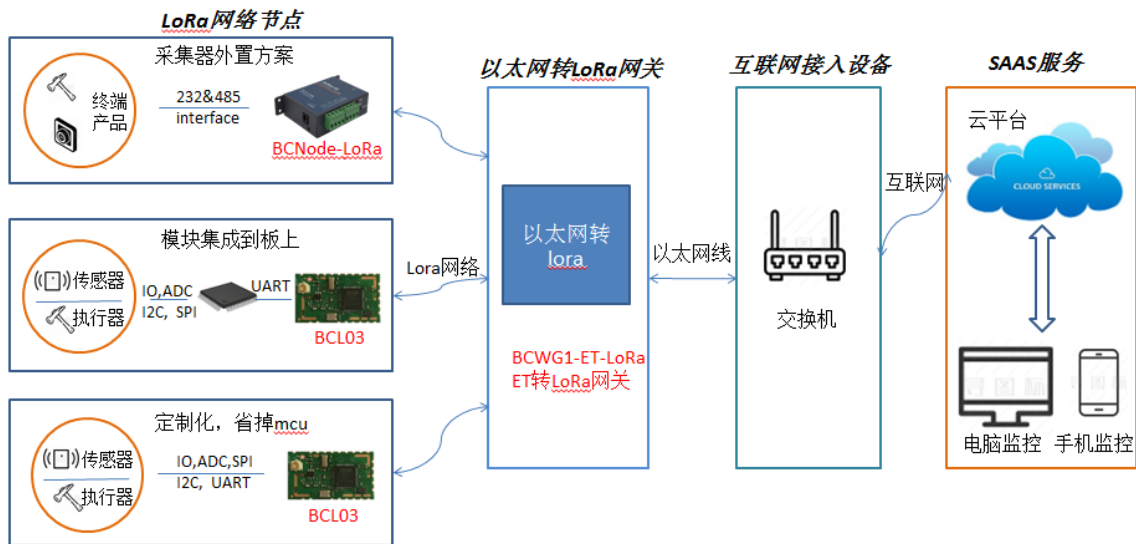 LoRa网络节点
采集器外置方案
终端
产品
232&485
interface
BCNode-LoRa
模块集成到板上
传感器
执行器
IO,ADC
I2C, SPI
UART
BCL03
定制化，省掉mcu
传感器
执行器
IO,ADC,SPI
I2C, UART
BCL03
Lora网络
以太网转LoRa网关
以太网转
lora
BCWG1-ET-LoRa
ET转LoRa网关
以太网线
互联网接入设备
交换机
互联网
SAAS服务
云平台
CLOUD SERVICES
电脑监控
手机监控